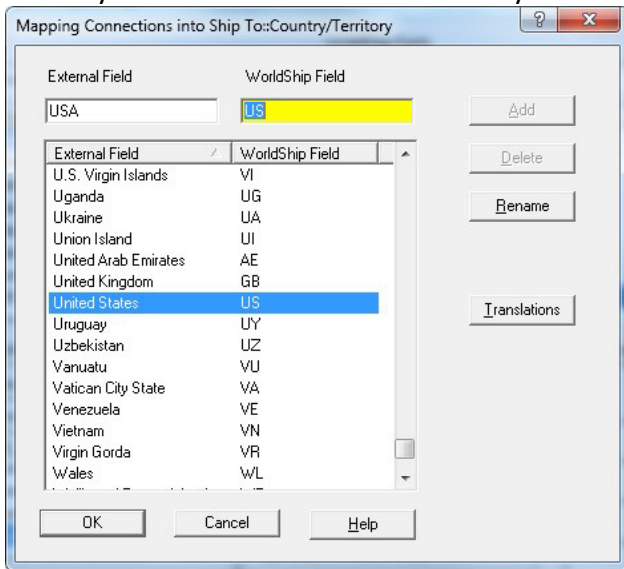 Mapping Connections into Ship To::Country/Territory
External Field WorldShip Field
USA US Add
External Field WorldShip Field
U.S. Virgin Islands VI Delete
Uganda UG
Ukraine UA Rename
Union Island UI
United Arab Emirates AE
United Kingdom GB
United States US Translations
Uruguay UY
Uzbekistan UZ
Vanuatu VU
Vatican City State VA
Venezuela VE
Vietnam VN
Virgin Gorda VR
Wales WL
OK Cancel Help